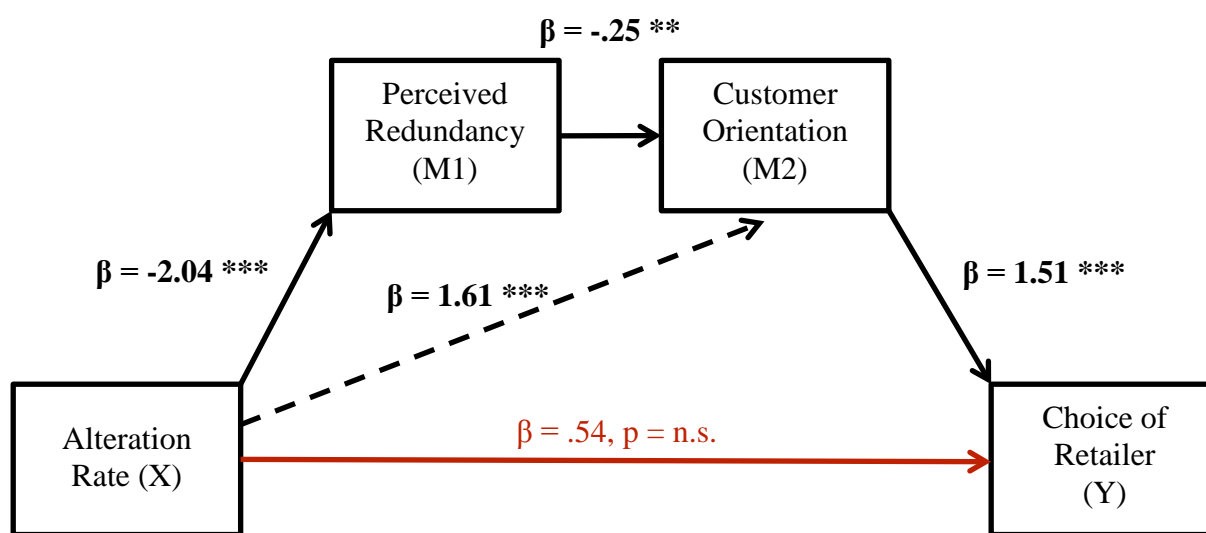 β = -.25 **
Perceived
Redundancy
(M1)
Customer
Orientation
(M2)
β = -2.04 ***
β = 1.61 ***
β = 1.51 ***
Alteration
Rate (X)
β = .54, p = n.s.
Choice of
Retailer
(Y)